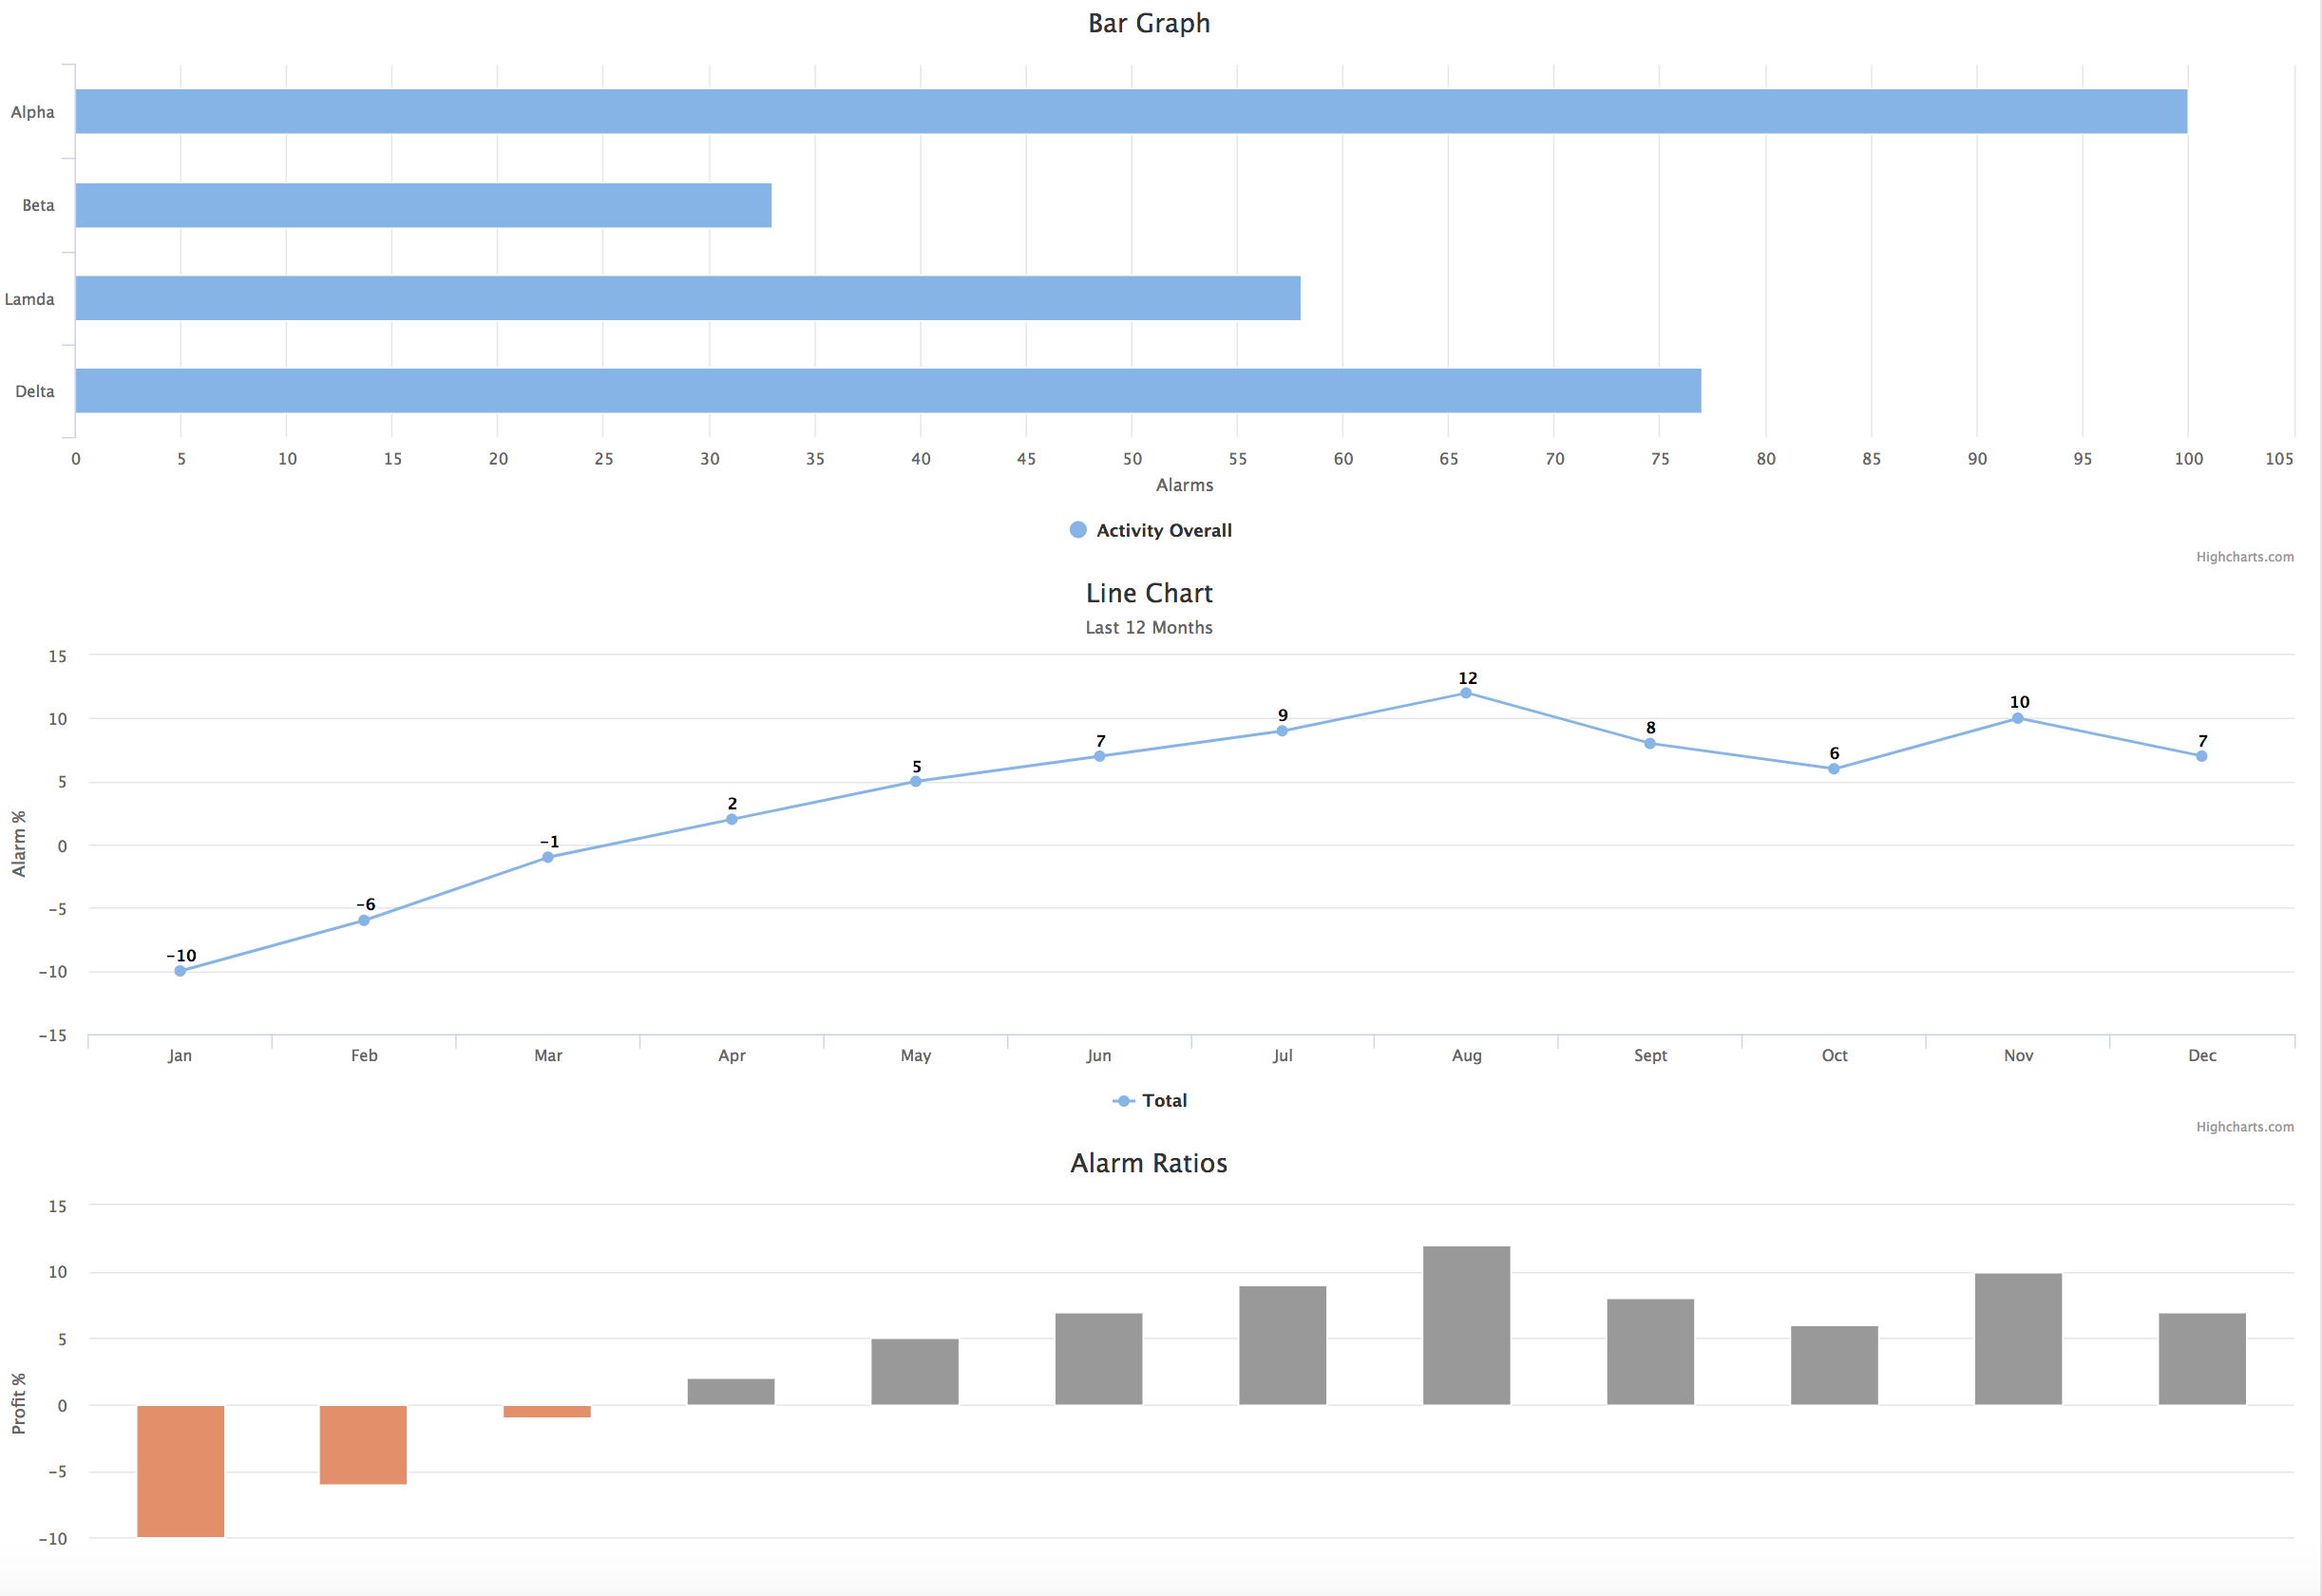 Bar Graph
Alpha
Beta
Lamda
Delta
0 5 10 15 20 25 30 35 40 45 50 55 60 65 70 75 80 85 90 95 100 105
Alarms
Activity Overall
Highcharts.com
Line Chart
Last 12 Months
Alarm %
15
10
5
0
−5
−10
−15
−10 −6 −1 2 5 7 9 12 8 6 10 7
Jan Feb Mar Apr May Jun Jul Aug Sept Oct Nov Dec
Total
Highcharts.com
Alarm Ratios
Profit %
15
10
5
0
−5
−10